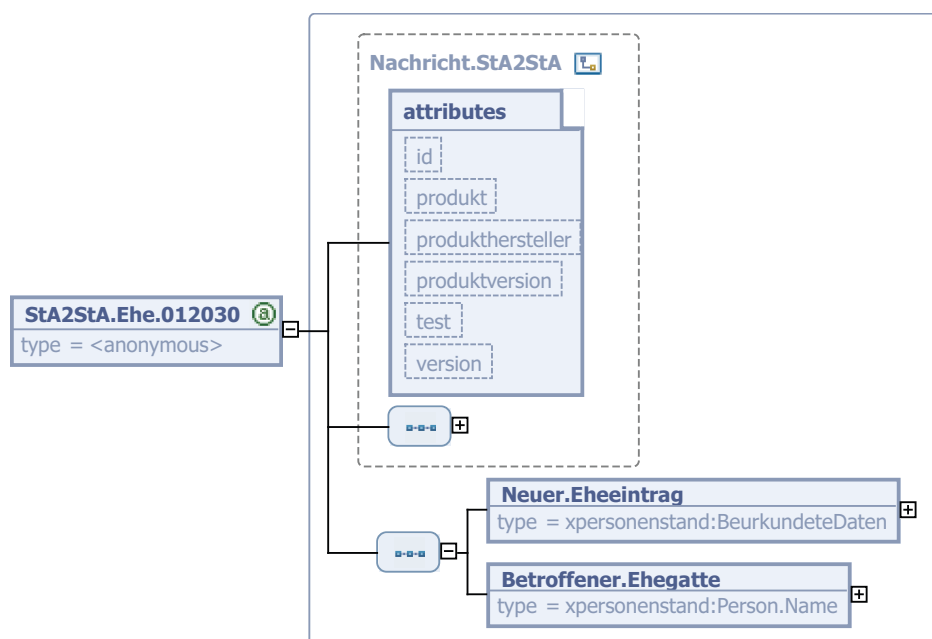 Nachricht.StA2StA
attributes
id
produkt
produkthersteller
produktversion
test
version
StA2StA.Ehe.012030 @
type = <anonymous>
Neuer.Eheeintrag
type = xpersonenstand:BeurkundeteDaten
Betroffener.Ehegatte
type = xpersonenstand:Person.Name